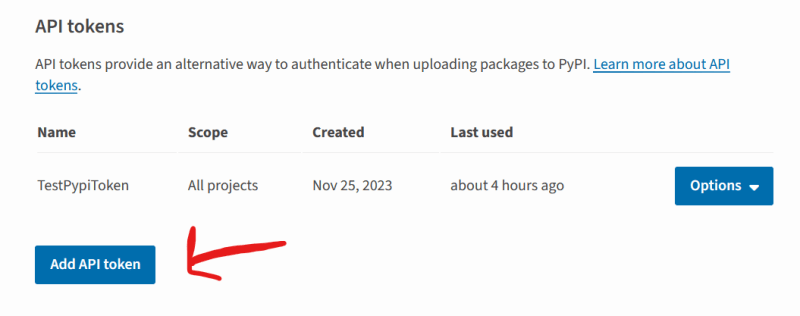 API tokens
API tokens provide an alternative way to authenticate when uploading packages to PyPI. Learn more about API
tokens.
Name Scope Created Last used
TestPypiToken All projects Nov 25, 2023 about 4 hours ago Options
Add API token